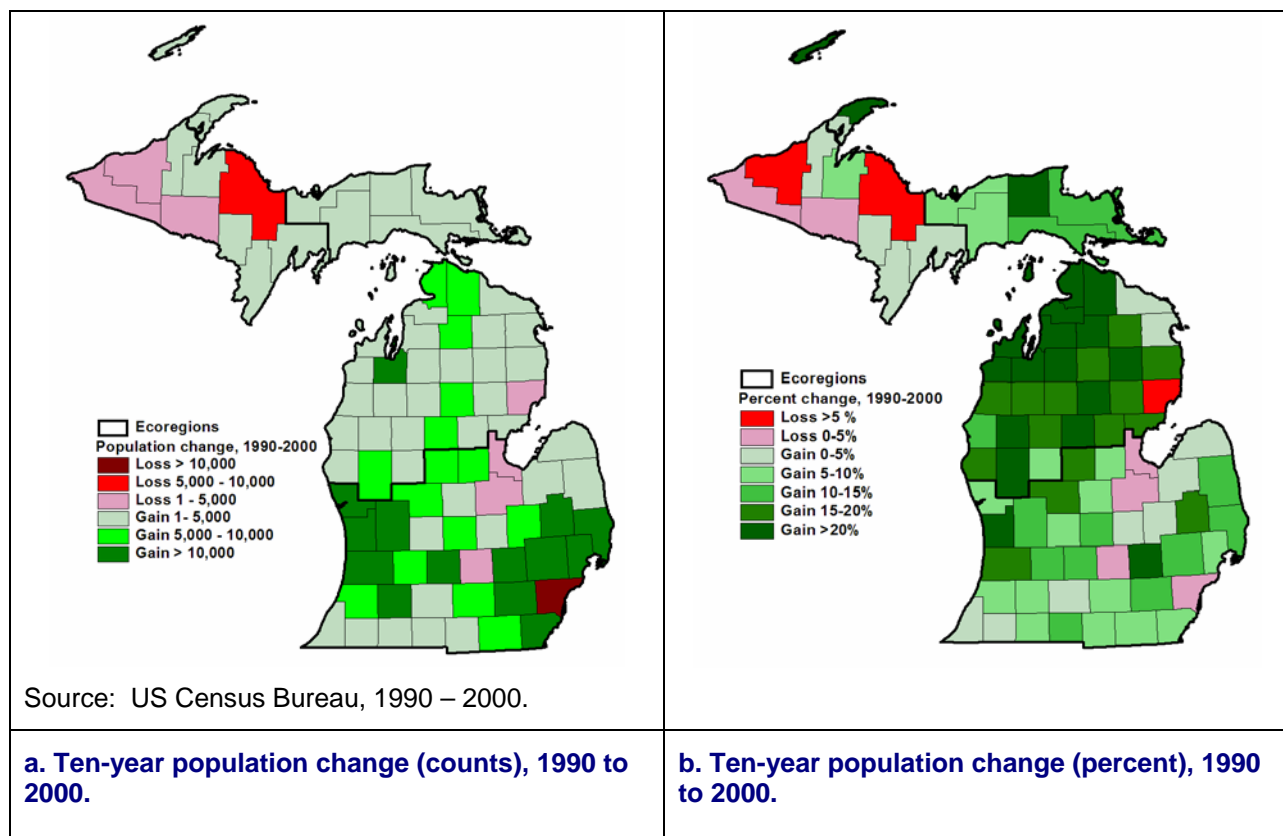 Ecoregions
Population change, 1990-2000
Loss > 10,000
Loss 5,000 - 10,000
Loss 1 - 5,000
Gain 1- 5,000
Gain 5,000 - 10,000
Gain > 10,000
Source:  US Census Bureau, 1990 – 2000.
Ecoregions
Percent change, 1990-2000
Loss >5 %
Loss 0-5%
Gain 0-5%
Gain 5-10%
Gain 10-15%
Gain 15-20%
Gain >20%
a. Ten-year population change (counts), 1990 to
2000.
b. Ten-year population change (percent), 1990
to 2000.